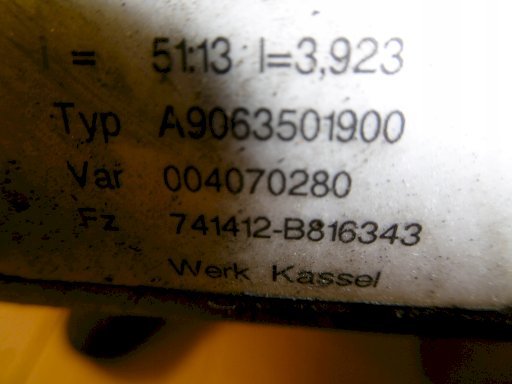 i = 51:13 I=3,923
Typ A9063501900
Var 004070280
Fz 741412-B816343
Werk Kassel